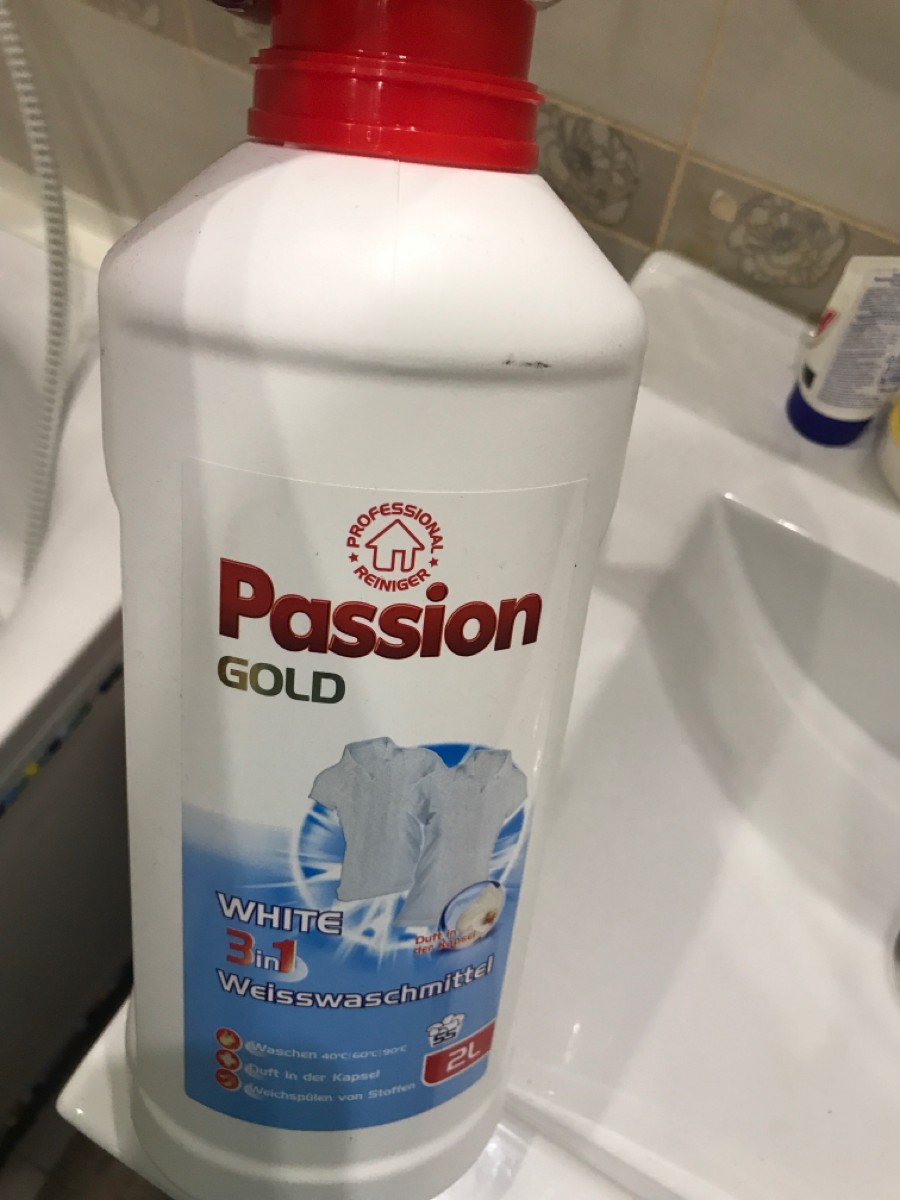 PROFESSIONAL
REINIGER
Passion
GOLD
Duft in
der Kapsel
WHITE
3in1
Weisswaschmittel
55
2L
Waschen 40°C|60°C|90°C
Duft in der Kapsel
Weichspülen von Stoffen